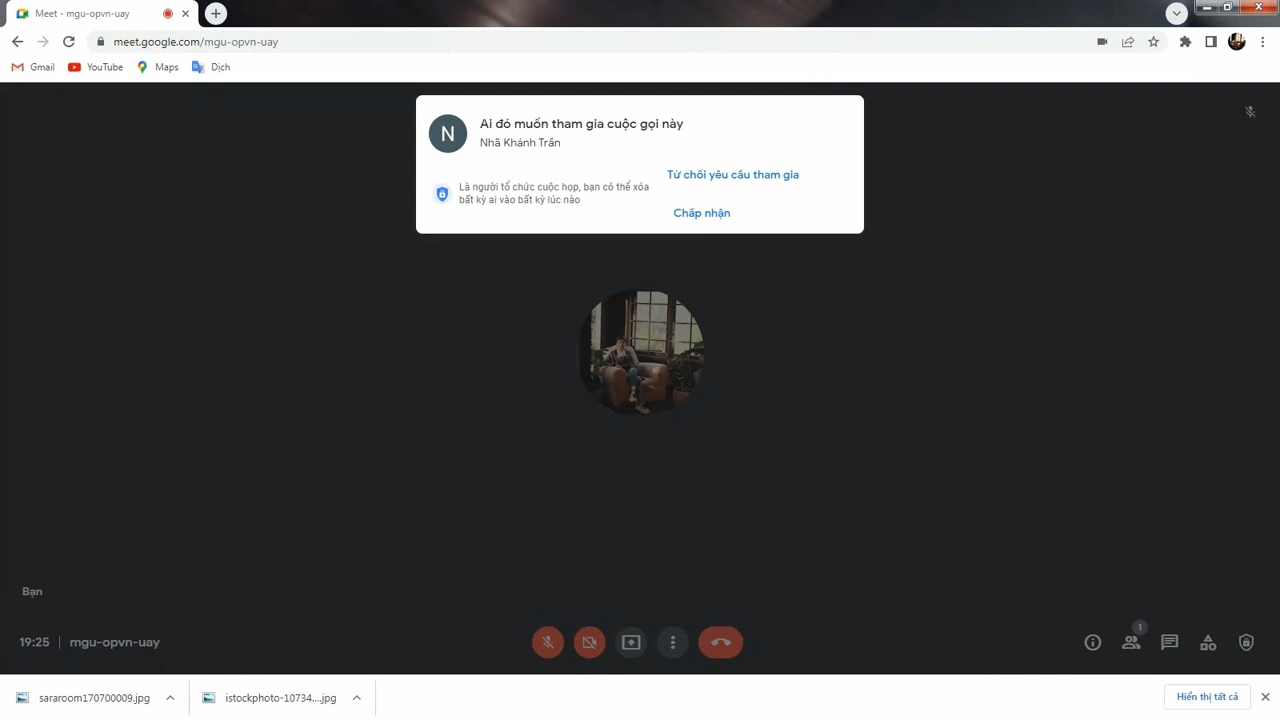 Meet - mgu-opvn-uay
meet.google.com/mgu-opvn-uay
Gmail
YouTube
Maps
Dịch
N
Ai đó muốn tham gia cuộc gọi này
Nhã Khánh Trần
Là người tổ chức cuộc họp, bạn có thể xóa
bất kỳ ai vào bất kỳ lúc nào
Từ chối yêu cầu tham gia
Chấp nhận
Bạn
19:25 | mgu-opvn-uay
1
sararoom170700009.jpg
istockphoto-10734....jpg
Hiển thị tất cả